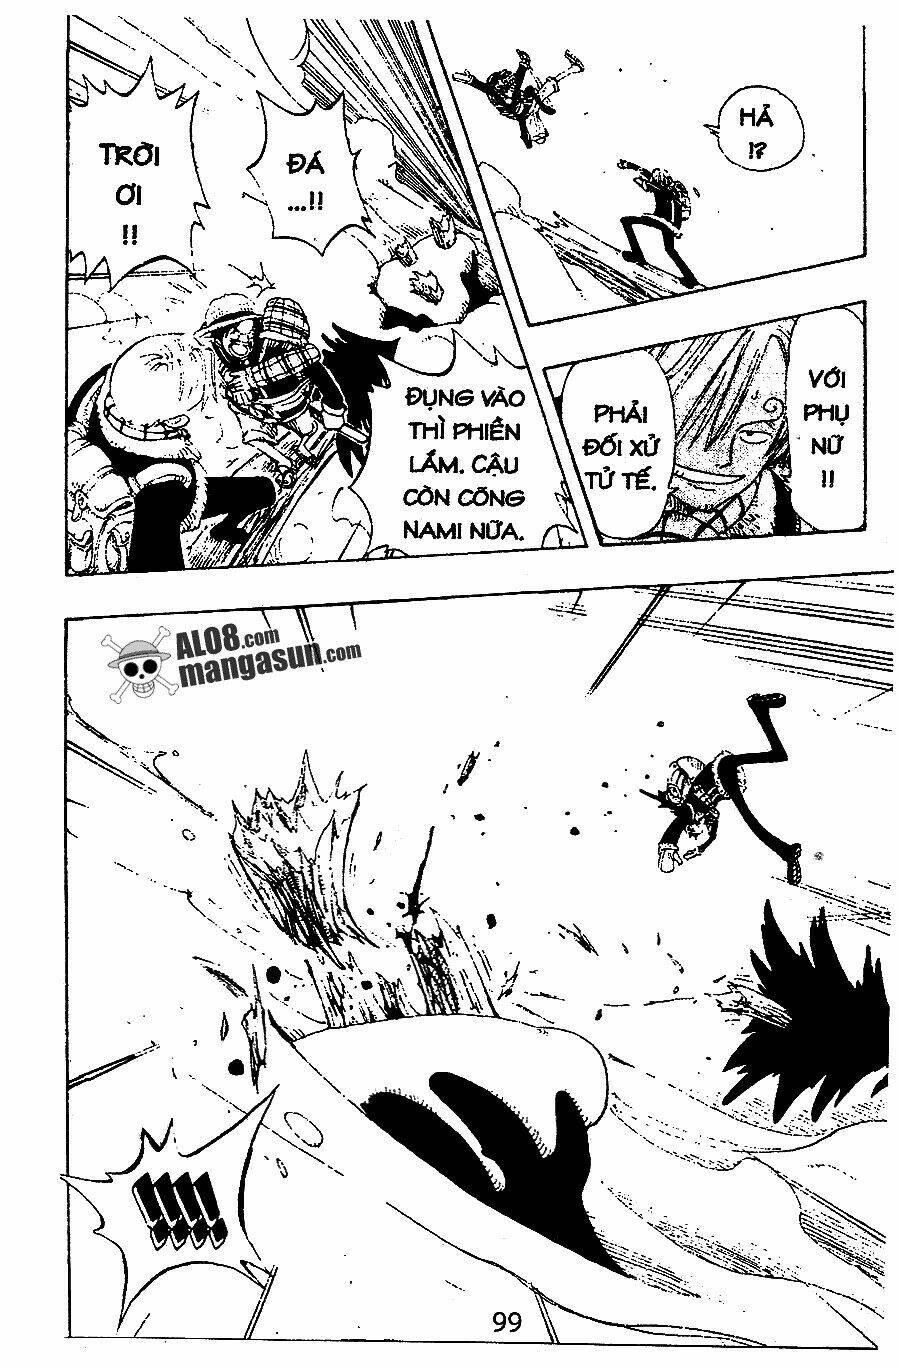 HẢ
!?
VỚI
PHỤ
NỮ
!!
PHẢI
ĐỐI XỬ
TỬ TẾ.
ĐÁ
...!!
TRỜI
ƠI
!!
ĐỤNG VÀO
THÌ PHIỀN
LẮM. CẬU
CÒN CÕNG
NAMI NỮA.
ALO8.com
mangasun.com
!!!!
99